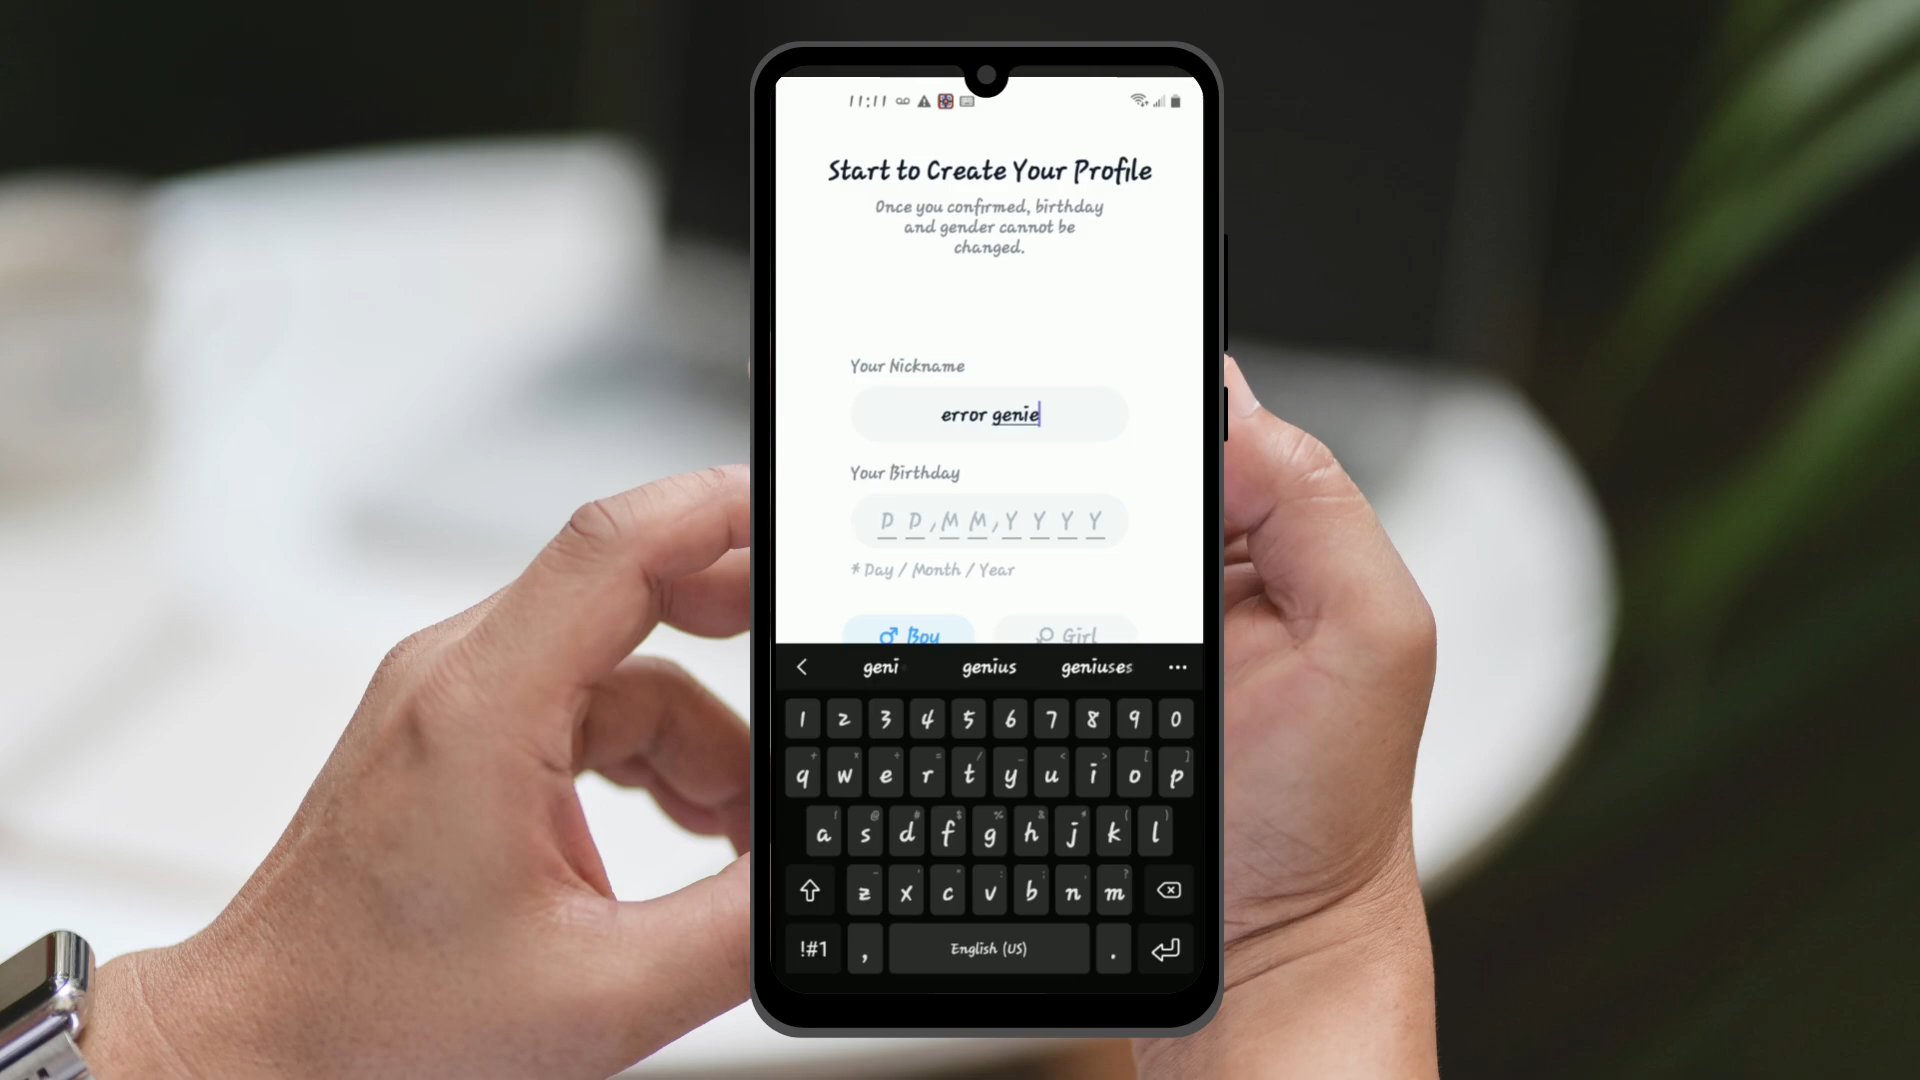 11:11
Start to Create Your Profile
Once you confirmed, birthday
and gender cannot be
changed.
Your Nickname
error genie
Your Birthday
D D , M M , Y Y Y Y
* Day / Month / Year
♂ Boy
♀ Girl
geni genius geniuses ...
1 2 3 4 5 6 7 8 9 0
q w e r t y u i o p
a s d f g h j k l
z x c v b n m
!#1 , English (US) .